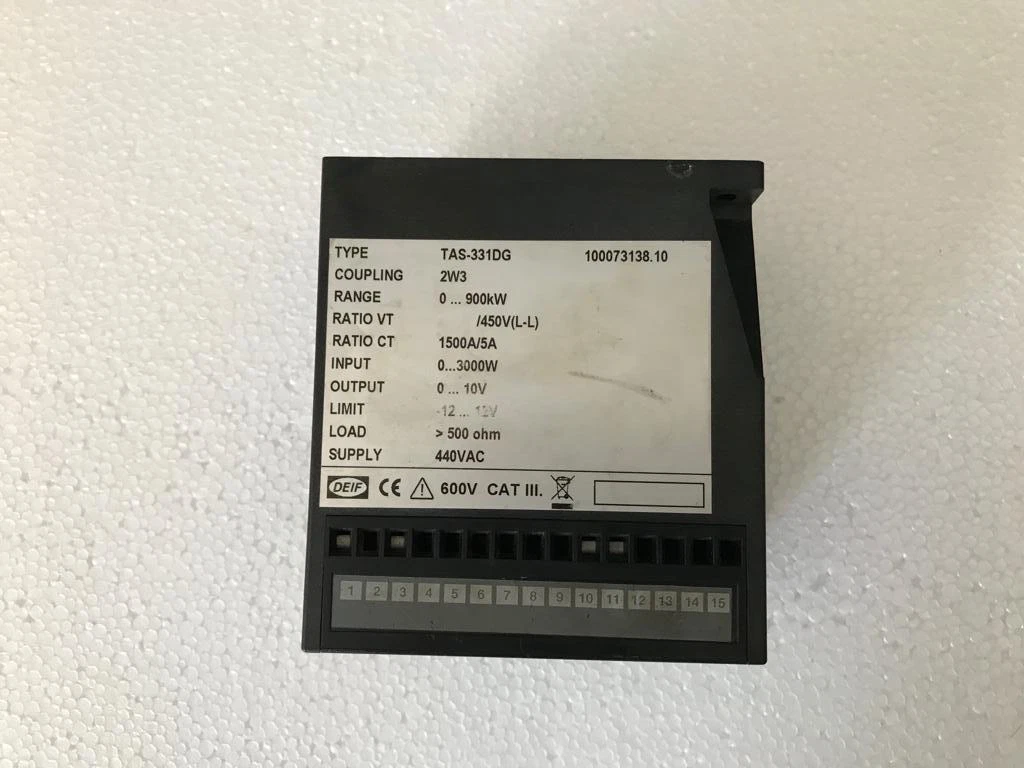 TYPE TAS-331DG 100073138.10
COUPLING 2W3
RANGE 0 ... 900kW
RATIO VT /450V(L-L)
RATIO CT 1500A/5A
INPUT 0...3000W
OUTPUT 0 ... 10V
LIMIT -12 ... 12V
LOAD > 500 ohm
SUPPLY 440VAC
DEIF CE 600V CAT III.
1 2 3 4 5 6 7 8 9 10 11 12 13 14 15